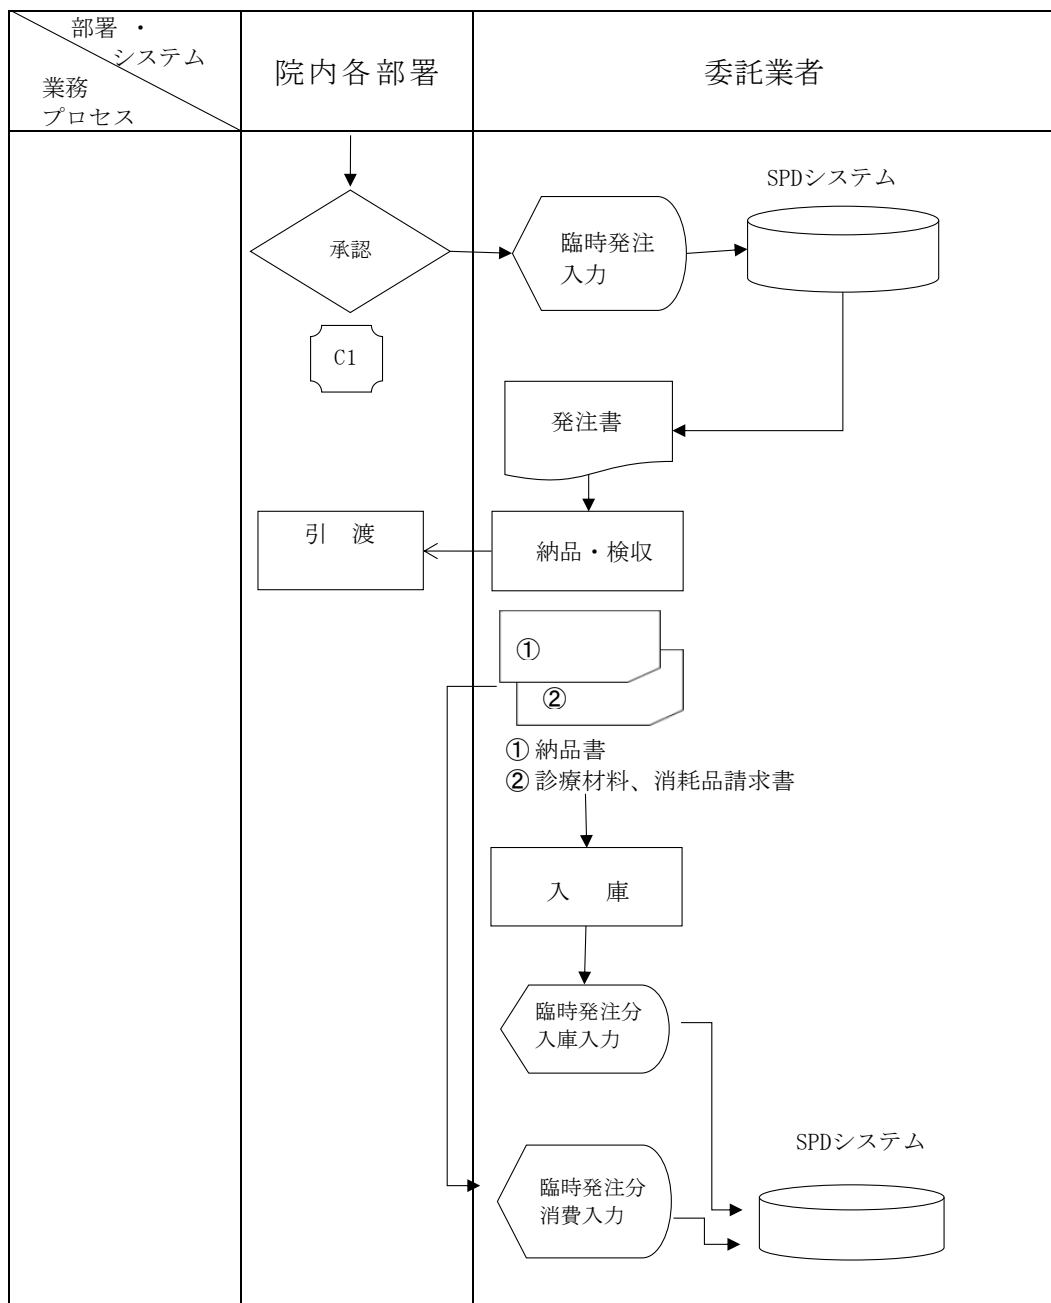 部署 ・
システム
業務
プロセス
院内各部署
委託業者
SPDシステム
承認
臨時発注
入力
C1
発注書
引 渡
納品・検収
①
②
① 納品書
② 診療材料、消耗品請求書
入 庫
臨時発注分
入庫入力
SPDシステム
臨時発注分
消費入力